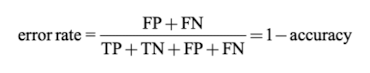 error rate = (FP + FN) / (TP + TN + FP + FN) = 1 − accuracy